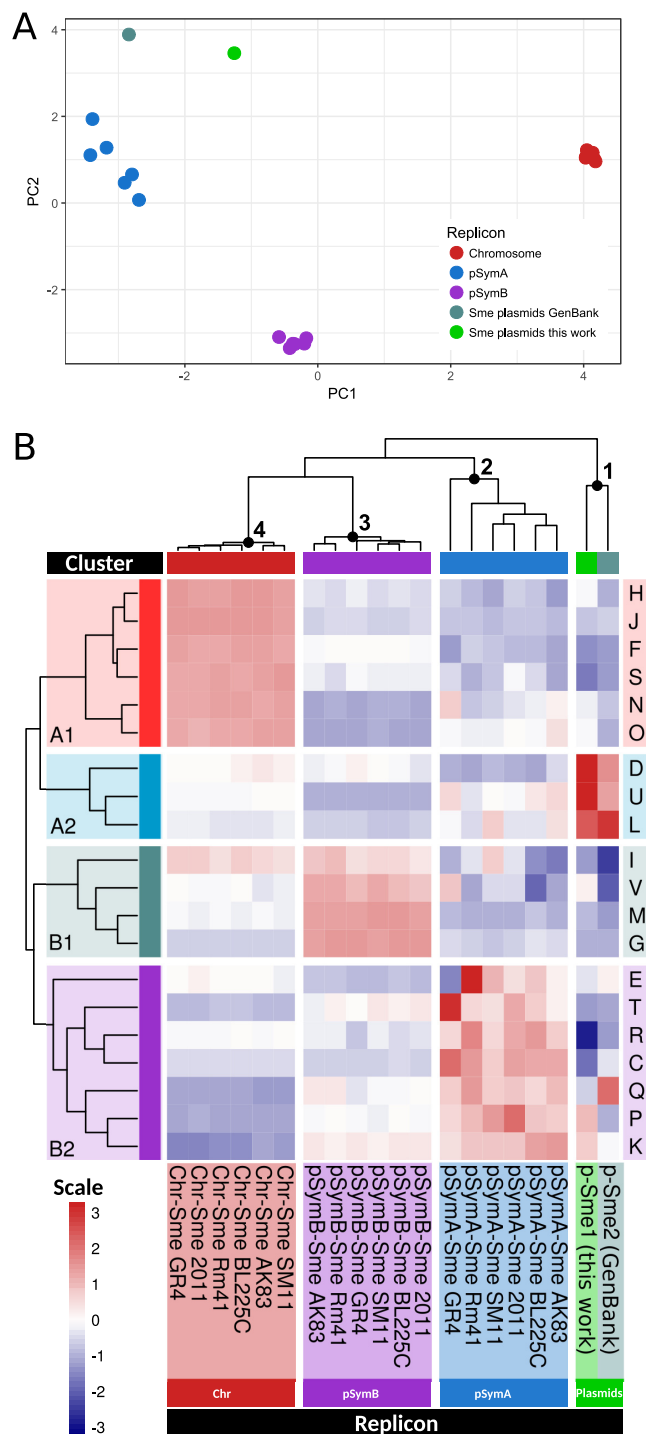 A
4
2
0
-2
PC2
-2
0
2
4
PC1
Replicon
Chromosome
pSymA
pSymB
Sme plasmids GenBank
Sme plasmids this work
B
1
2
3
4
Cluster
H
J
F
S
N
O
A1
D
U
L
A2
I
V
M
G
B1
E
T
R
C
Q
P
K
B2
Scale
3
2
1
0
-1
-2
-3
Chr-Sme GR4
Chr-Sme 2011
Chr-Sme Rm41
Chr-Sme BL225C
Chr-Sme AK83
Chr-Sme SM11
pSymB-Sme AK83
pSymB-Sme Rm41
pSymB-Sme GR4
pSymB-Sme SM11
pSymB-Sme BL225C
pSymB-Sme 2011
pSymA-Sme GR4
pSymA-Sme Rm41
pSymA-Sme SM11
pSymA-Sme 2011
pSymA-Sme BL225C
pSymA-Sme AK83
p-Sme1 (this work)
p-Sme2 (GenBank)
Chr
pSymB
pSymA
Plasmids
Replicon